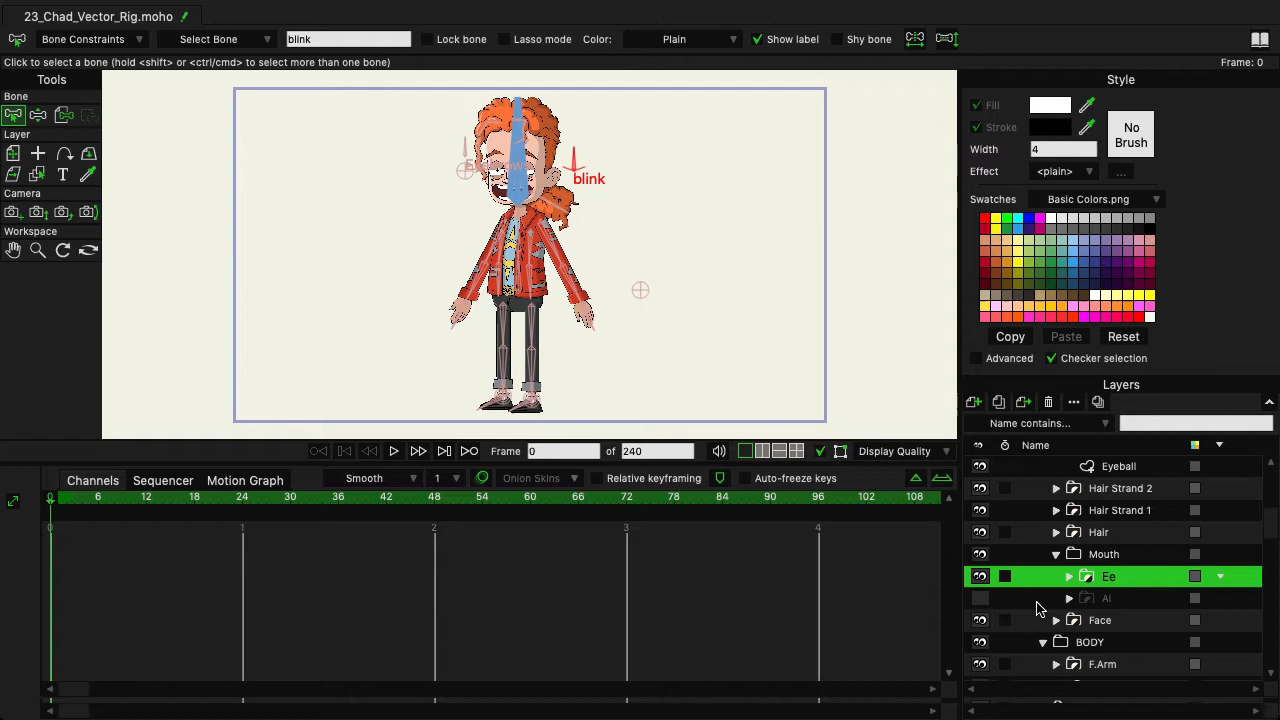 23_Chad_Vector_Rig.moho
Bone Constraints Select Bone blink Lock bone Lasso mode Color: Plain Show label Shy bone
Click to select a bone (hold <shift> or <ctrl/cmd> to select more than one bone) Frame: 0
Tools
Bone
Layer
T
Camera
Workspace
blink
Style
Fill
Stroke
No
Brush
Width 4
Effect <plain> ...
Swatches Basic Colors.png
Copy Paste Reset
Advanced Checker selection
Layers
Name contains...
Name
Eyeball
Hair Strand 2
Hair Strand 1
Hair
Mouth
Ee
Ai
Face
BODY
F.Arm
Frame 0 of 240 Display Quality
Channels Sequencer Motion Graph Smooth 1 Onion Skins Relative keyframing Auto-freeze keys
6 12 18 24 30 36 42 48 54 60 66 72 78 84 90 96 102 108
0 1 2 3 4